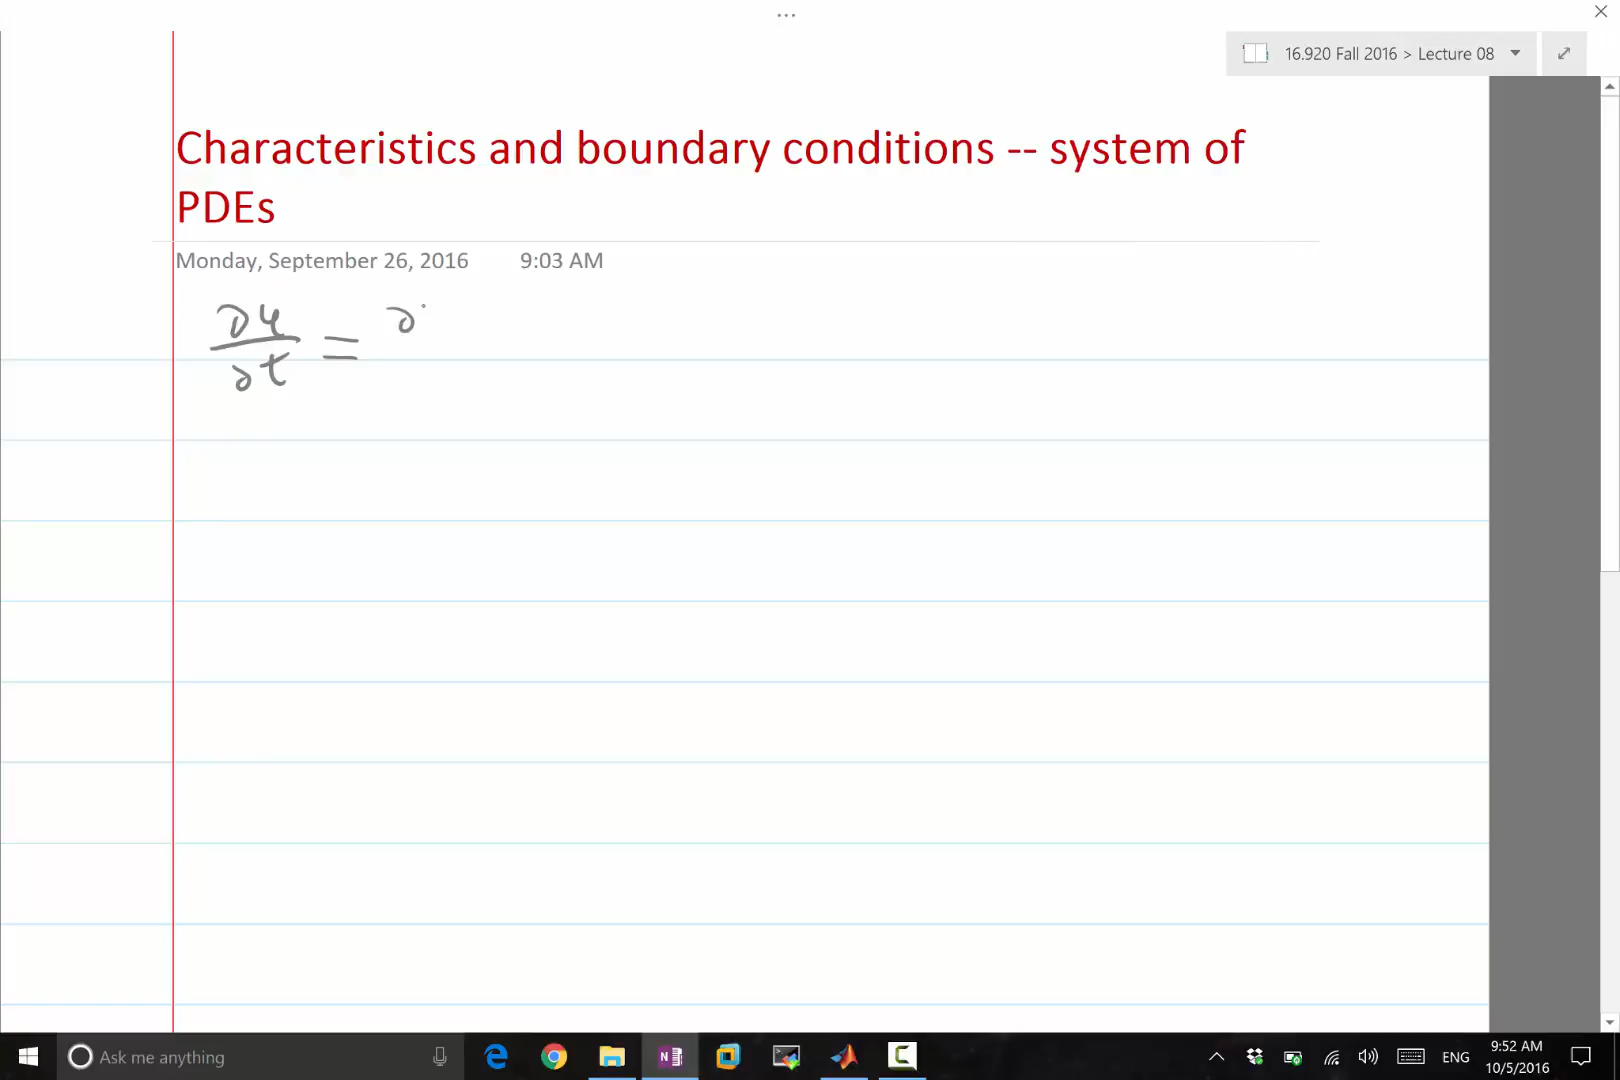 16.920 Fall 2016 > Lecture 08
Characteristics and boundary conditions -- system of
PDEs
Monday, September 26, 2016 9:03 AM
∂u
∂t
= ∂
Ask me anything
ENG
9:52 AM
10/5/2016